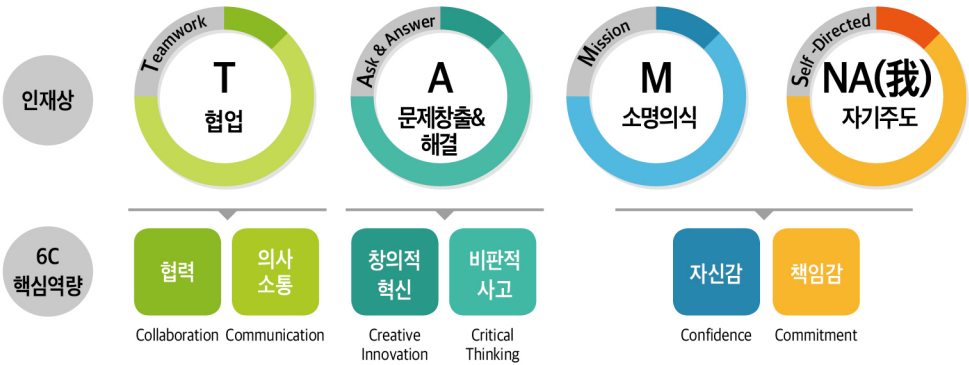 인재상
Teamwork
T
협업
Ask & Answer
A
문제창출&
해결
Mission
M
소명의식
Self -Directed
NA(我)
자기주도
6C
핵심역량
협력
의사
소통
창의적
혁신
비판적
사고
자신감
책임감
Collaboration
Communication
Creative
Innovation
Critical
Thinking
Confidence
Commitment